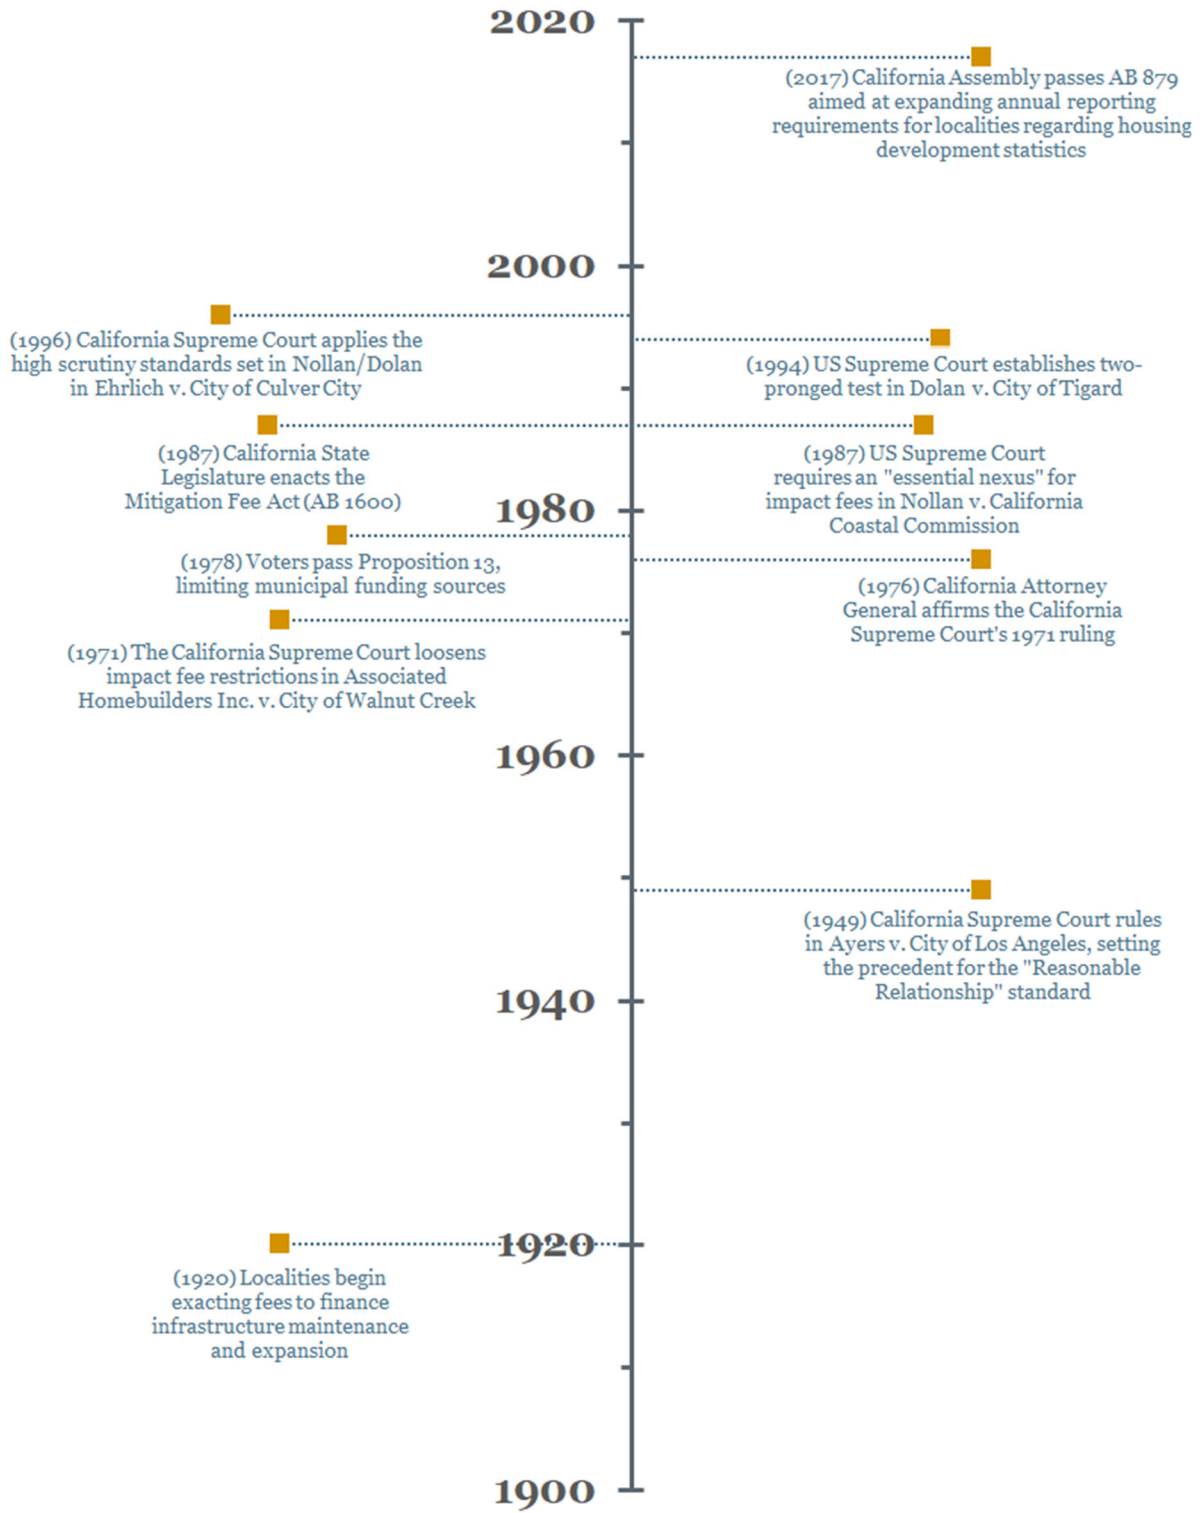 2020
(2017) California Assembly passes AB 879
aimed at expanding annual reporting
requirements for localities regarding housing
development statistics
2000
(1996) California Supreme Court applies the
high scrutiny standards set in Nollan/Dolan
in Ehrlich v. City of Culver City
(1994) US Supreme Court establishes two-
pronged test in Dolan v. City of Tigard
(1987) California State
Legislature enacts the
Mitigation Fee Act (AB 1600)
(1987) US Supreme Court
requires an "essential nexus" for
impact fees in Nollan v. California
Coastal Commission
1980
(1978) Voters pass Proposition 13,
limiting municipal funding sources
(1976) California Attorney
General affirms the California
Supreme Court's 1971 ruling
(1971) The California Supreme Court loosens
impact fee restrictions in Associated
Homebuilders Inc. v. City of Walnut Creek
1960
(1949) California Supreme Court rules
in Ayers v. City of Los Angeles, setting
the precedent for the "Reasonable
Relationship" standard
1940
1920
(1920) Localities begin
exacting fees to finance
infrastructure maintenance
and expansion
1900